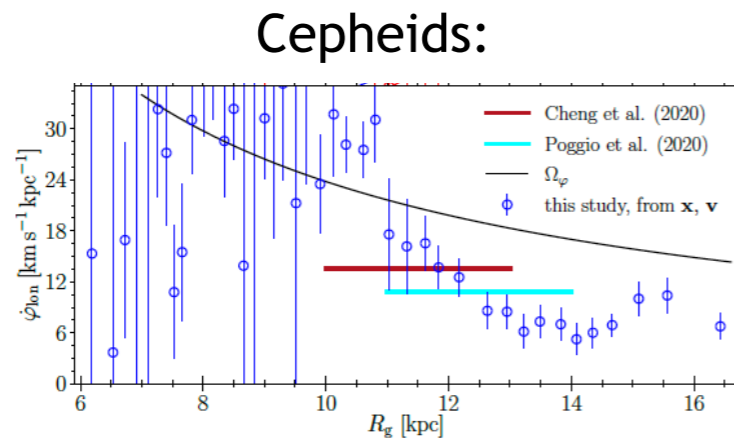 Cepheids:
Cheng et al. (2020)
Poggio et al. (2020)
Ωφ
this study, from x, v
φ̇lon [km s⁻¹ kpc⁻¹]
30
24
18
12
6
0
6 8 10 12 14 16
Rg [kpc]